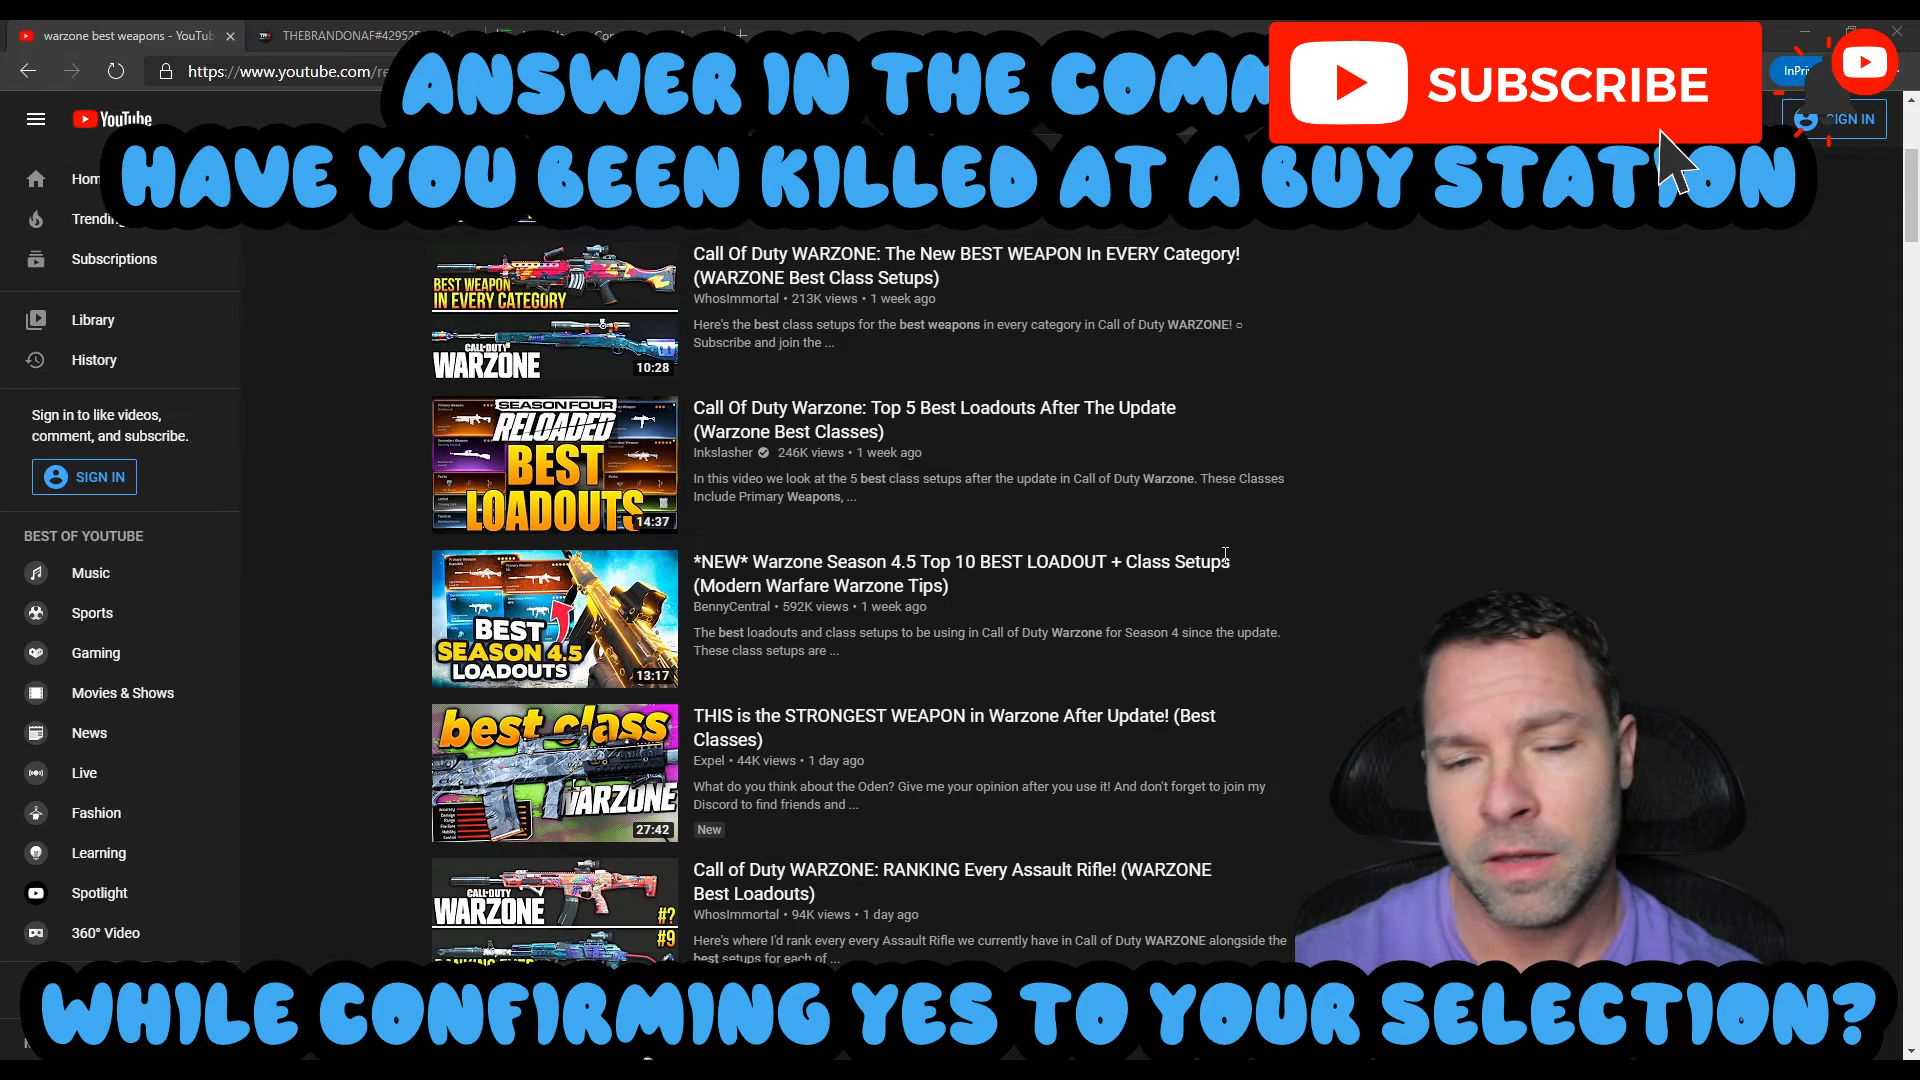 warzone best weapons - YouTub
THEBRANDONAF#42952
https://www.youtube.com/re
InPri
ANSWER IN THE COMM
SUBSCRIBE
YouTube
SIGN IN
HAVE YOU BEEN KILLED AT A BUY STATION
Hom
Trending
Subscriptions
Library
History
Sign in to like videos,
comment, and subscribe.
SIGN IN
BEST OF YOUTUBE
Music
Sports
Gaming
Movies & Shows
News
Live
Fashion
Learning
Spotlight
360° Video
BEST WEAPON
IN EVERY CATEGORY
CALL·DUTY
WARZONE
10:28
Call Of Duty WARZONE: The New BEST WEAPON In EVERY Category!
(WARZONE Best Class Setups)
WhosImmortal • 213K views • 1 week ago
Here's the best class setups for the best weapons in every category in Call of Duty WARZONE! ○
Subscribe and join the ...
SEASON FOUR
RELOADED
BEST
LOADOUTS
14:37
Call Of Duty Warzone: Top 5 Best Loadouts After The Update
(Warzone Best Classes)
Inkslasher 246K views • 1 week ago
In this video we look at the 5 best class setups after the update in Call of Duty Warzone. These Classes
Include Primary Weapons, ...
BEST
SEASON 4.5
LOADOUTS
13:17
*NEW* Warzone Season 4.5 Top 10 BEST LOADOUT + Class Setups
(Modern Warfare Warzone Tips)
BennyCentral • 592K views • 1 week ago
The best loadouts and class setups to be using in Call of Duty Warzone for Season 4 since the update.
These class setups are ...
best class
WARZONE
27:42
THIS is the STRONGEST WEAPON in Warzone After Update! (Best
Classes)
Expel • 44K views • 1 day ago
What do you think about the Oden? Give me your opinion after you use it! And don't forget to join my
Discord to find friends and ...
New
CALL·DUTY
WARZONE
#?
#9
Call of Duty WARZONE: RANKING Every Assault Rifle! (WARZONE
Best Loadouts)
WhosImmortal • 94K views • 1 day ago
Here's where I'd rank every every Assault Rifle we currently have in Call of Duty WARZONE alongside the
best setups for each of ...
WHILE CONFIRMING YES TO YOUR SELECTION?